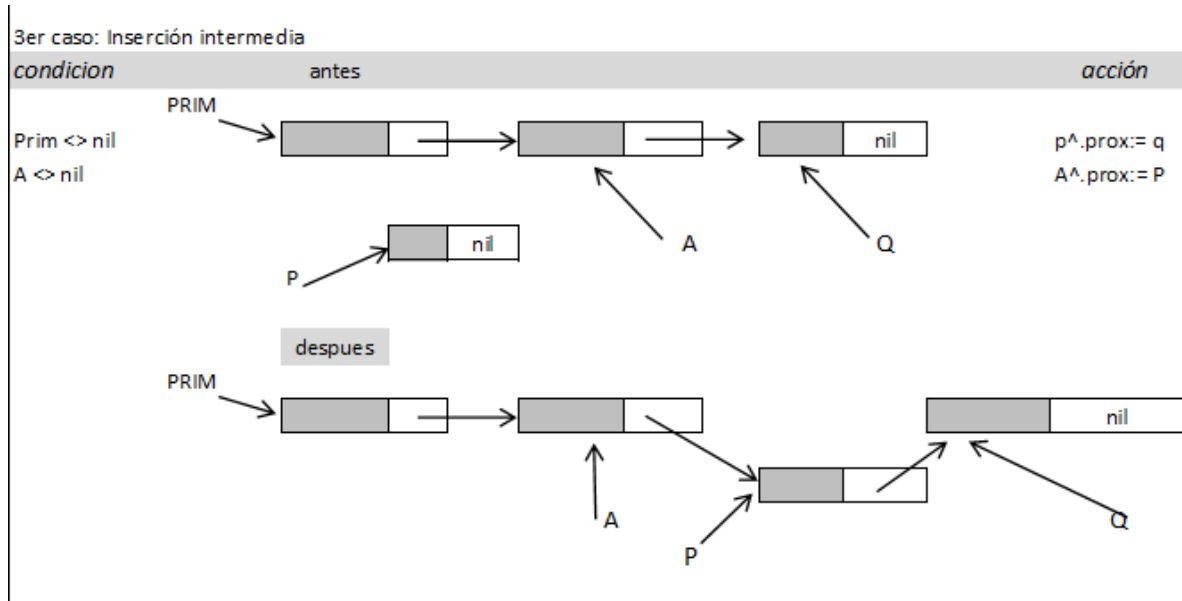 3er caso: Inserción intermedia
condicion antes acción
PRIM
Prim <> nil nil p^.prox:= q
A <> nil A^.prox:= P
nil A Q
P
despues
PRIM
nil
A Q
P